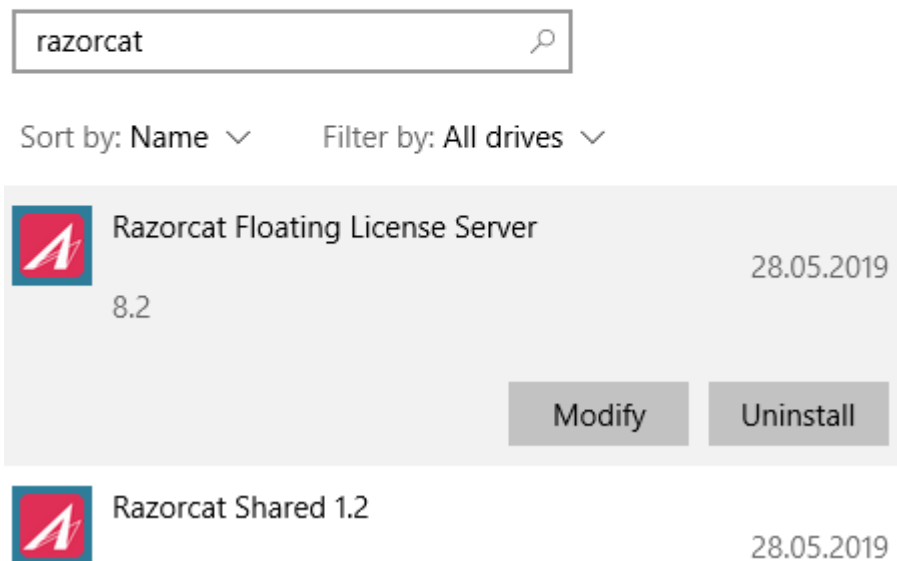 razorcat
Sort by: Name Filter by: All drives
Razorcat Floating License Server
28.05.2019
8.2
Modify Uninstall
Razorcat Shared 1.2
28.05.2019